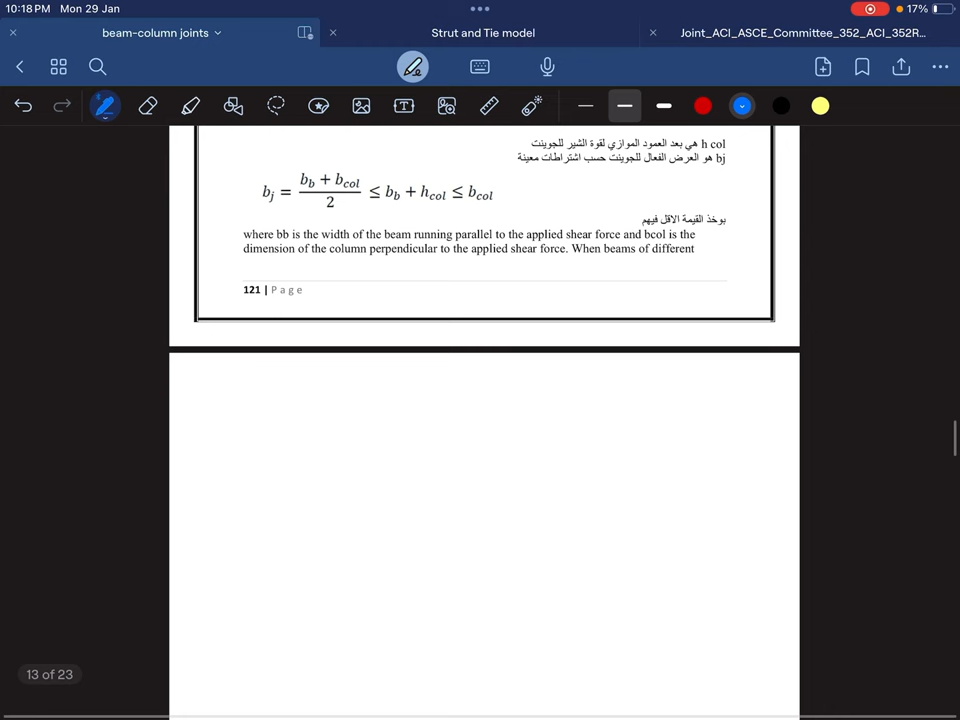 10:18 PM Mon 29 Jan
17%
beam-column joints
Strut and Tie model
Joint_ACI_ASCE_Committee_352_ACI_352R...
h col هي بعد العمود الموازي لقوة الشير للجوينت
bj هو العرض الفعال للجوينت حسب اشتراطات معينة
b_j = (b_b + b_col)/2 ≤ b_b + h_col ≤ b_col
بوخذ القيمة الاقل فيهم
where bb is the width of the beam running parallel to the applied shear force and bcol is the
dimension of the column perpendicular to the applied shear force. When beams of different
121 | Page
13 of 23